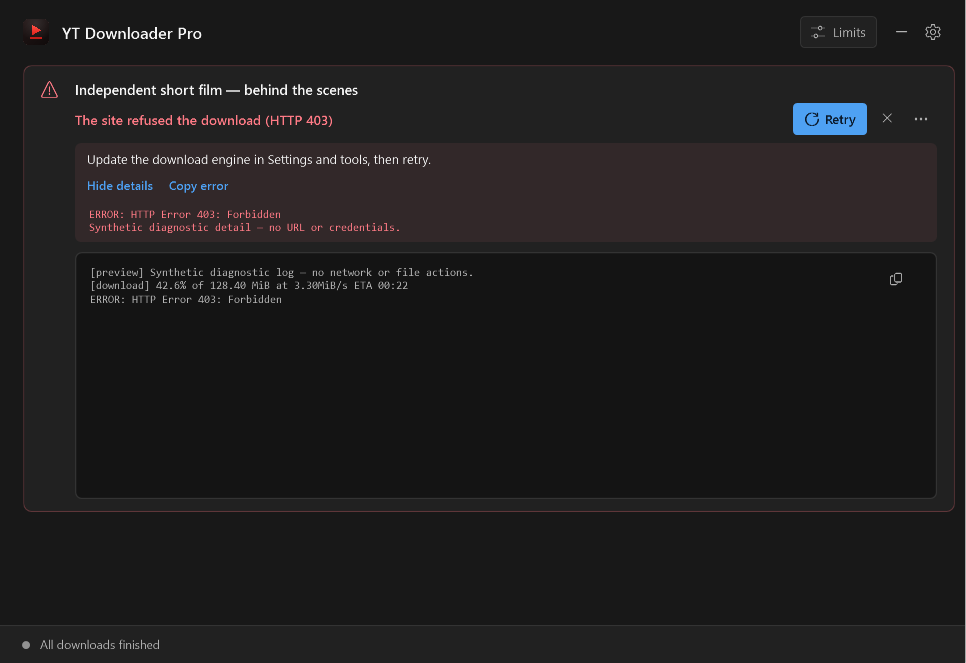 YT Downloader Pro
Limits
Independent short film — behind the scenes
The site refused the download (HTTP 403)
Retry
Update the download engine in Settings and tools, then retry.
Hide details Copy error
ERROR: HTTP Error 403: Forbidden
Synthetic diagnostic detail — no URL or credentials.
[preview] Synthetic diagnostic log — no network or file actions.
[download] 42.6% of 128.40 MiB at 3.30MiB/s ETA 00:22
ERROR: HTTP Error 403: Forbidden
All downloads finished